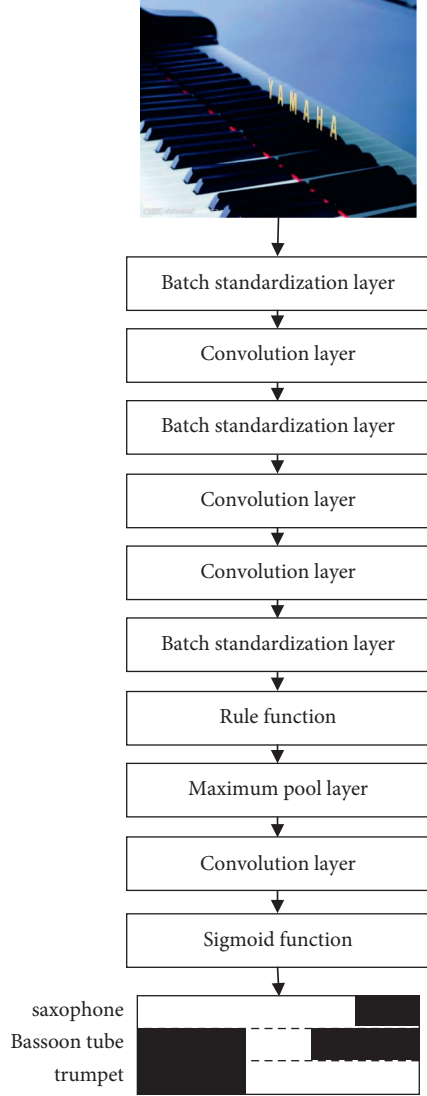 YAMAHA
Batch standardization layer
Convolution layer
Batch standardization layer
Convolution layer
Convolution layer
Batch standardization layer
Rule function
Maximum pool layer
Convolution layer
Sigmoid function
saxophone
Bassoon tube
trumpet